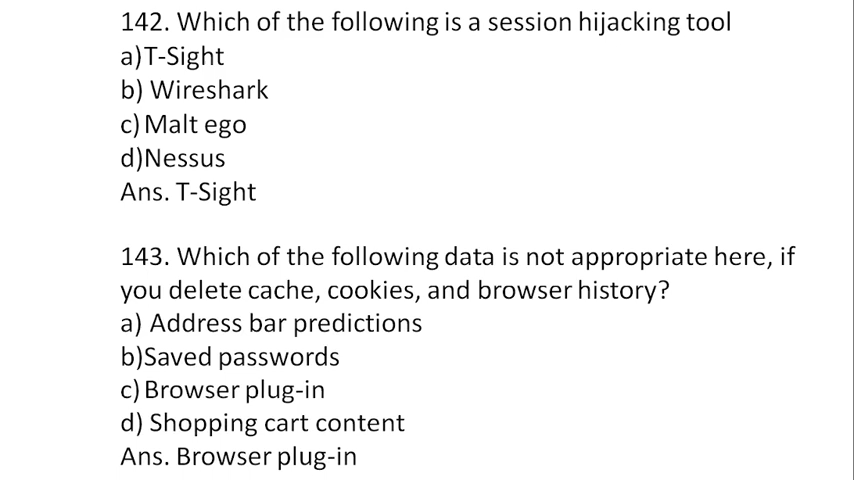 142. Which of the following is a session hijacking tool
a)T-Sight
b) Wireshark
c) Malt ego
d)Nessus
Ans. T-Sight
143. Which of the following data is not appropriate here, if
you delete cache, cookies, and browser history?
a) Address bar predictions
b)Saved passwords
c) Browser plug-in
d) Shopping cart content
Ans. Browser plug-in